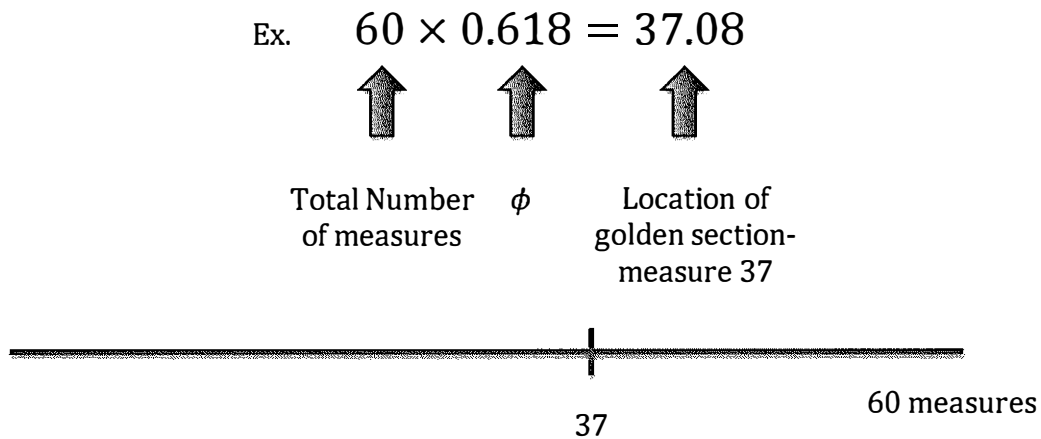 Ex. 60 × 0.618 = 37.08
Total Number
of measures
ϕ
Location of
golden section-
measure 37
37
60 measures